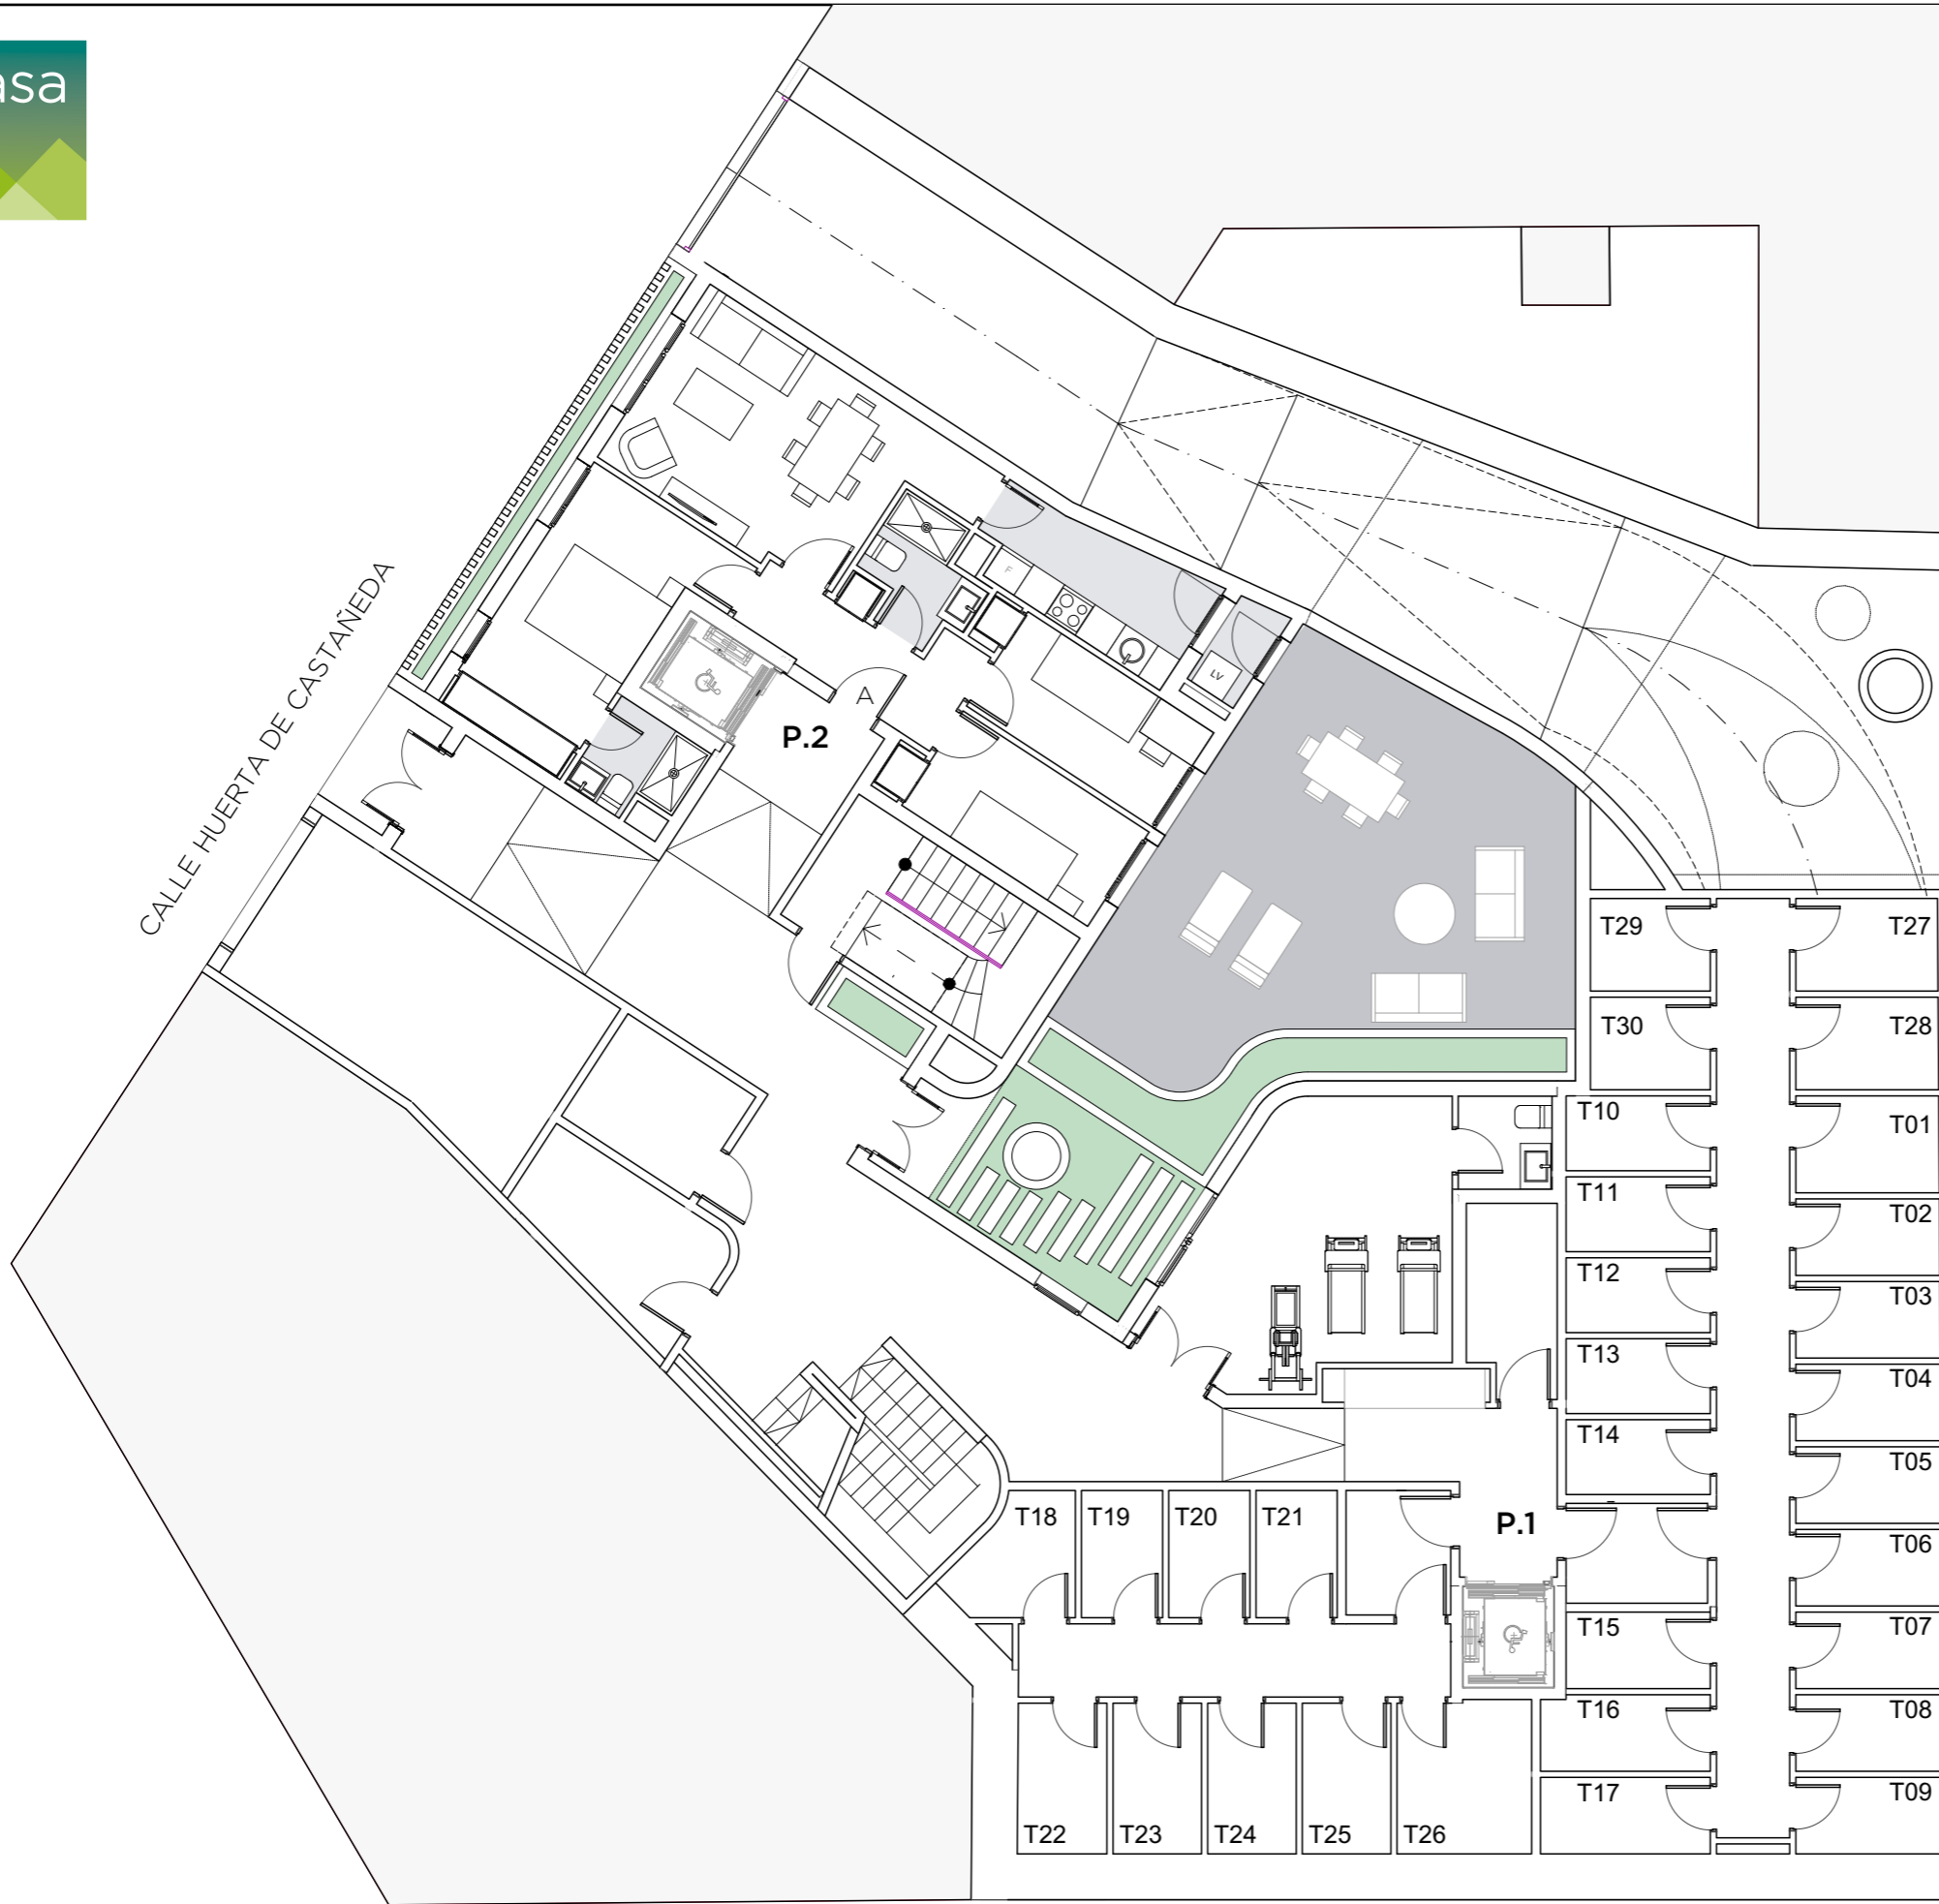 asa
CALLE HUERTA DE CASTAÑEDA
F
A
LV
P.2
T29
T27
T30
T28
T10
T01
T11
T02
T12
T03
T13
T04
T14
T05
T18
T19
T20
T21
P.1
T06
T15
T07
T16
T08
T17
T09
T22
T23
T24
T25
T26